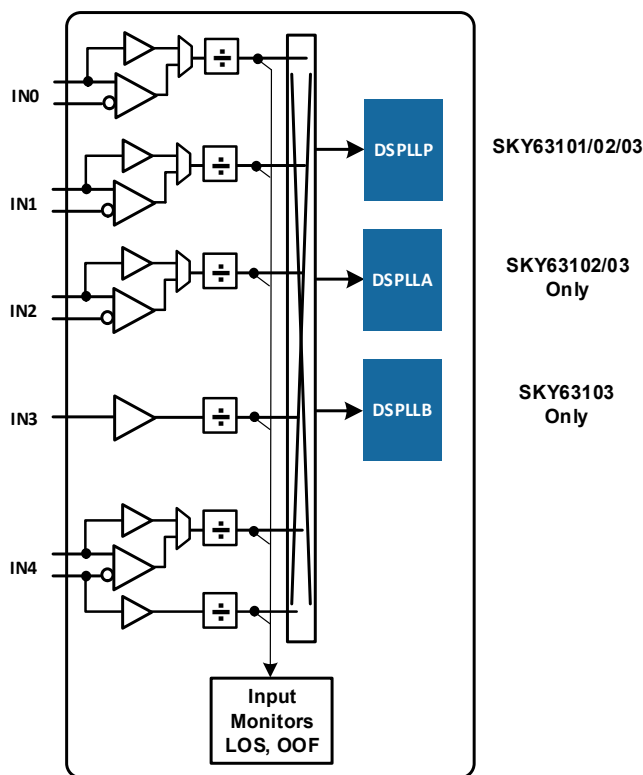 IN0
÷
DSPLLP
SKY63101/02/03
IN1
÷
IN2
÷
DSPLLA
SKY63102/03
Only
IN3
÷
DSPLLB
SKY63103
Only
IN4
÷
÷
Input
Monitors
LOS, OOF